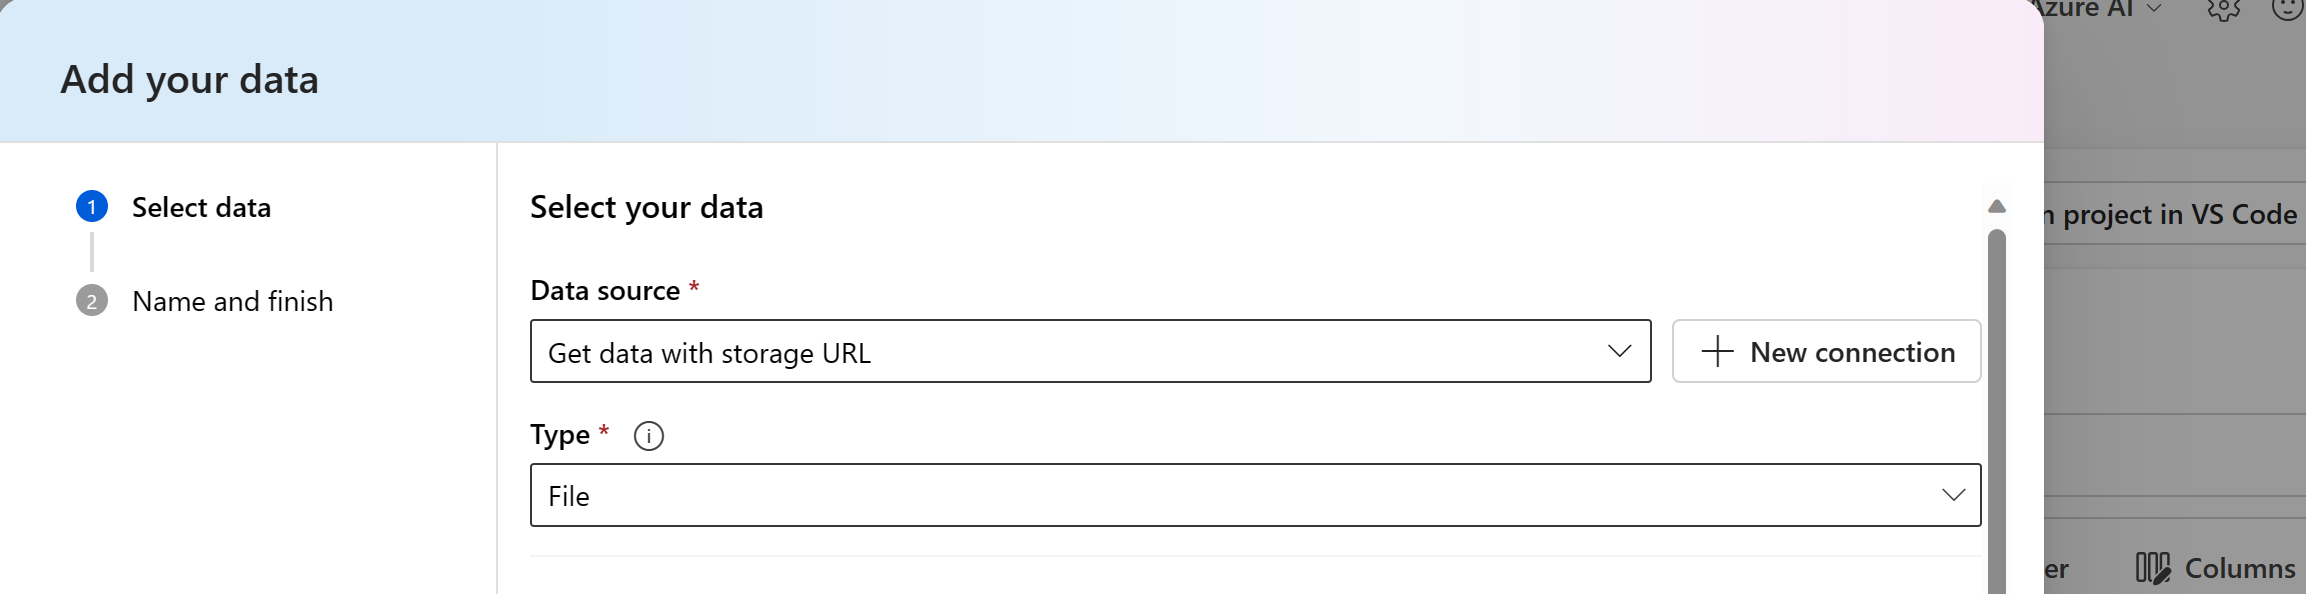 Azure AI
Add your data
1 Select data
2 Name and finish
Select your data
Data source *
Get data with storage URL
New connection
Type *
File
n project in VS Code
er
Columns